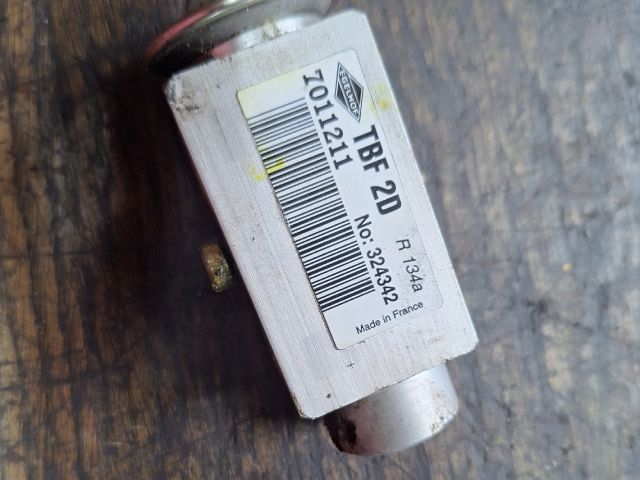 EGELHOF
TBF 2D
7011211
R 134a
No: 324342
Made in France